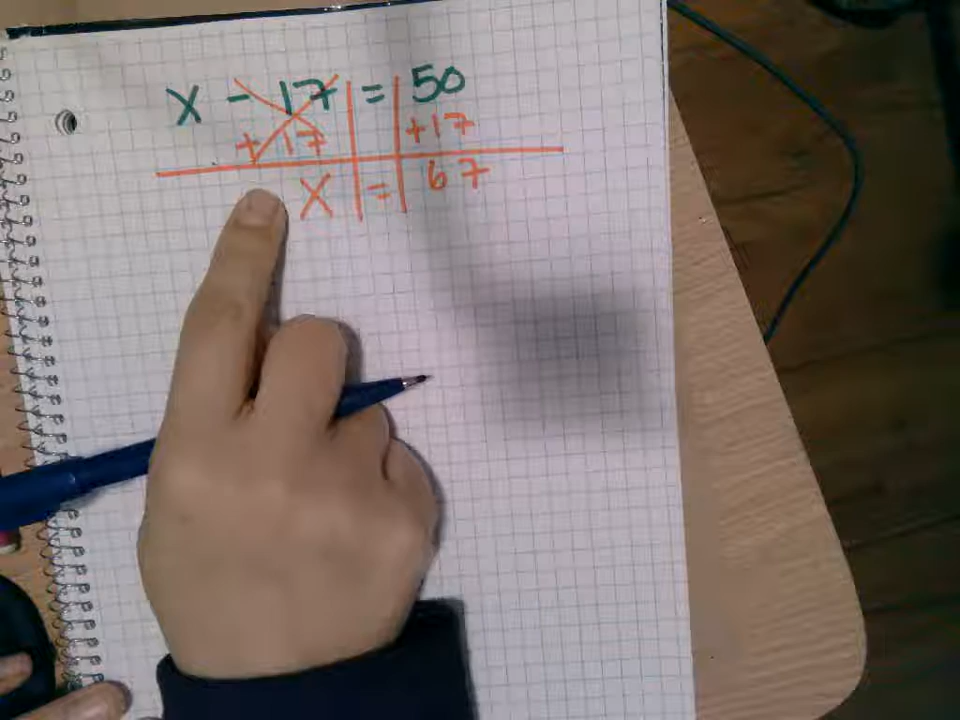 x - 17 = 50
+ 17 +17
x = 67